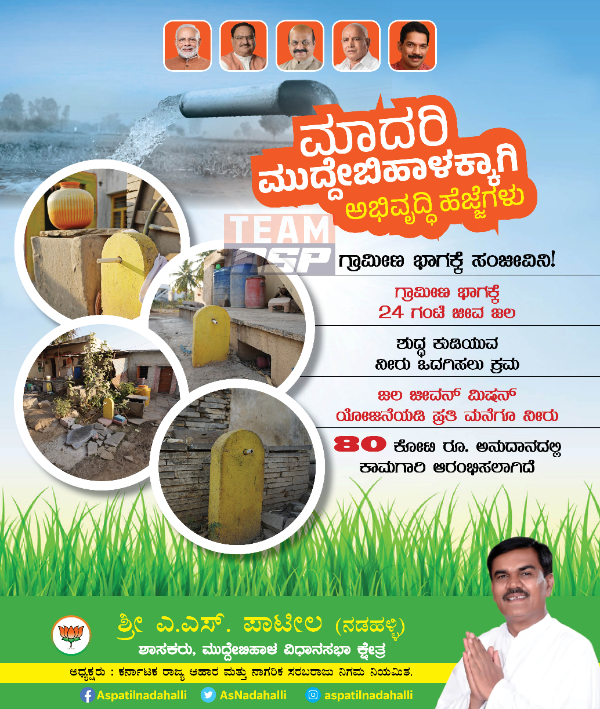 ಮಾದರಿ
ಮುದ್ದೇಬಿಹಾಳಕ್ಕಾಗಿ
ಅಭಿವೃದ್ಧಿ ಹೆಜ್ಜೆಗಳು
TEAM
ASP
ಗ್ರಾಮೀಣ ಭಾಗಕ್ಕೆ ಸಂಜೀವಿನಿ!
ಗ್ರಾಮೀಣ ಭಾಗಕ್ಕೆ
24 ಗಂಟೆ ಜೀವ ಜಲ
ಶುದ್ಧ ಕುಡಿಯುವ
ನೀರು ಒದಗಿಸಲು ಕ್ರಮ
ಜಲ ಜೀವನ್ ಮಿಷನ್
ಯೋಜನೆಯಡಿ ಪ್ರತಿ ಮನೆಗೂ ನೀರು
80 ಕೋಟಿ ರೂ. ಅನುದಾನದಲ್ಲಿ
ಕಾಮಗಾರಿ ಆರಂಭಿಸಲಾಗಿದೆ
ಶ್ರೀ ಎ.ಎಸ್. ಪಾಟೀಲ (ನಡಹಳ್ಳಿ)
ಶಾಸಕರು, ಮುದ್ದೇಬಿಹಾಳ ವಿಧಾನಸಭಾ ಕ್ಷೇತ್ರ
ಅಧ್ಯಕ್ಷರು : ಕರ್ನಾಟಕ ರಾಜ್ಯ ಆಹಾರ ಮತ್ತು ನಾಗರಿಕ ಸರಬರಾಜು ನಿಗಮ ನಿಯಮಿತ.
Aspatilnadahalli AsNadahalli aspatilnadahalli